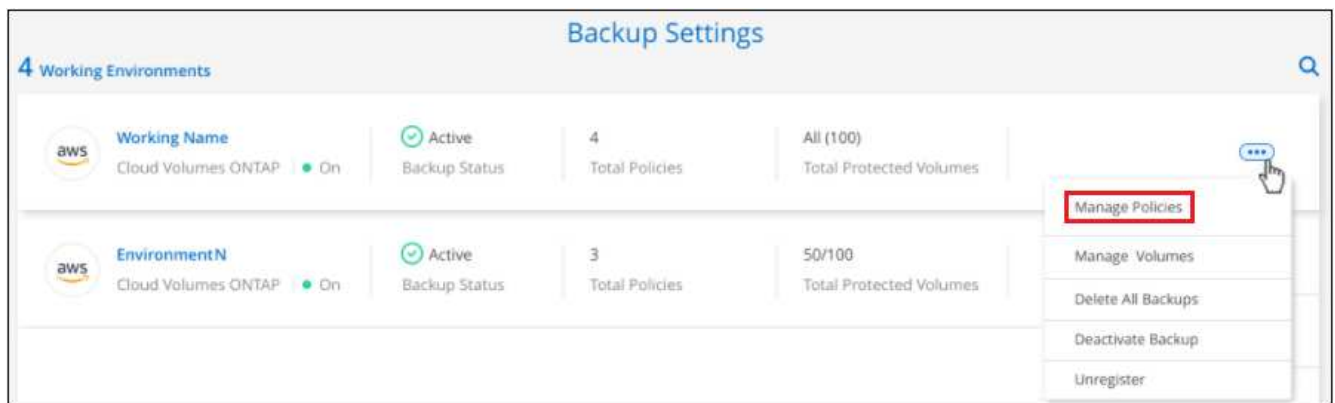 Backup Settings
4 Working Environments
aws
Working Name
Cloud Volumes ONTAP
On
Active
Backup Status
4
Total Policies
All (100)
Total Protected Volumes
Manage Policies
aws
EnvironmentN
Cloud Volumes ONTAP
On
Active
Backup Status
3
Total Policies
50/100
Total Protected Volumes
Manage Volumes
Delete All Backups
Deactivate Backup
Unregister